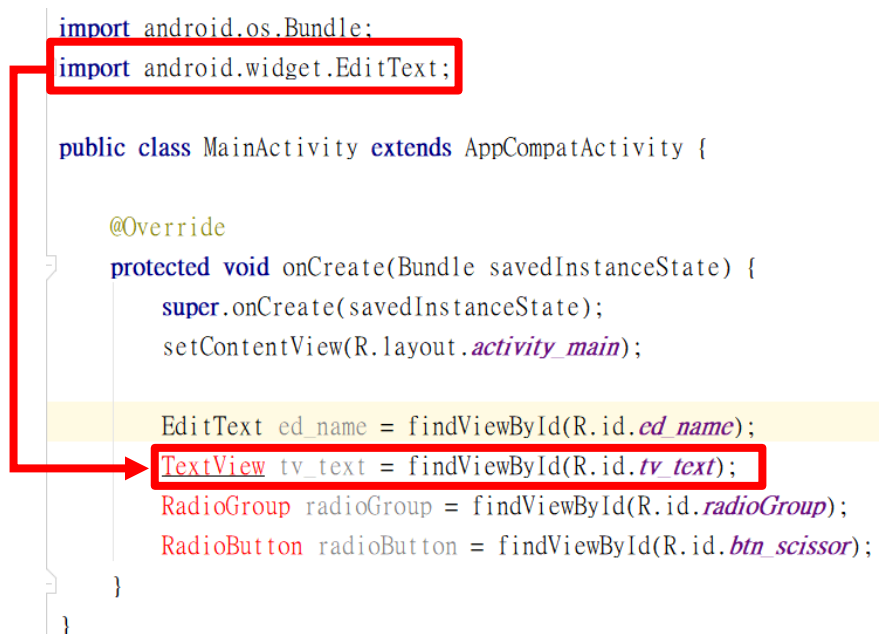 import android.os.Bundle;
import android.widget.EditText;
public class MainActivity extends AppCompatActivity {
@Override
protected void onCreate(Bundle savedInstanceState) {
super.onCreate(savedInstanceState);
setContentView(R.layout.activity_main);
EditText ed_name = findViewById(R.id.ed_name);
TextView tv_text = findViewById(R.id.tv_text);
RadioGroup radioGroup = findViewById(R.id.radioGroup);
RadioButton radioButton = findViewById(R.id.btn_scissor);
}
}